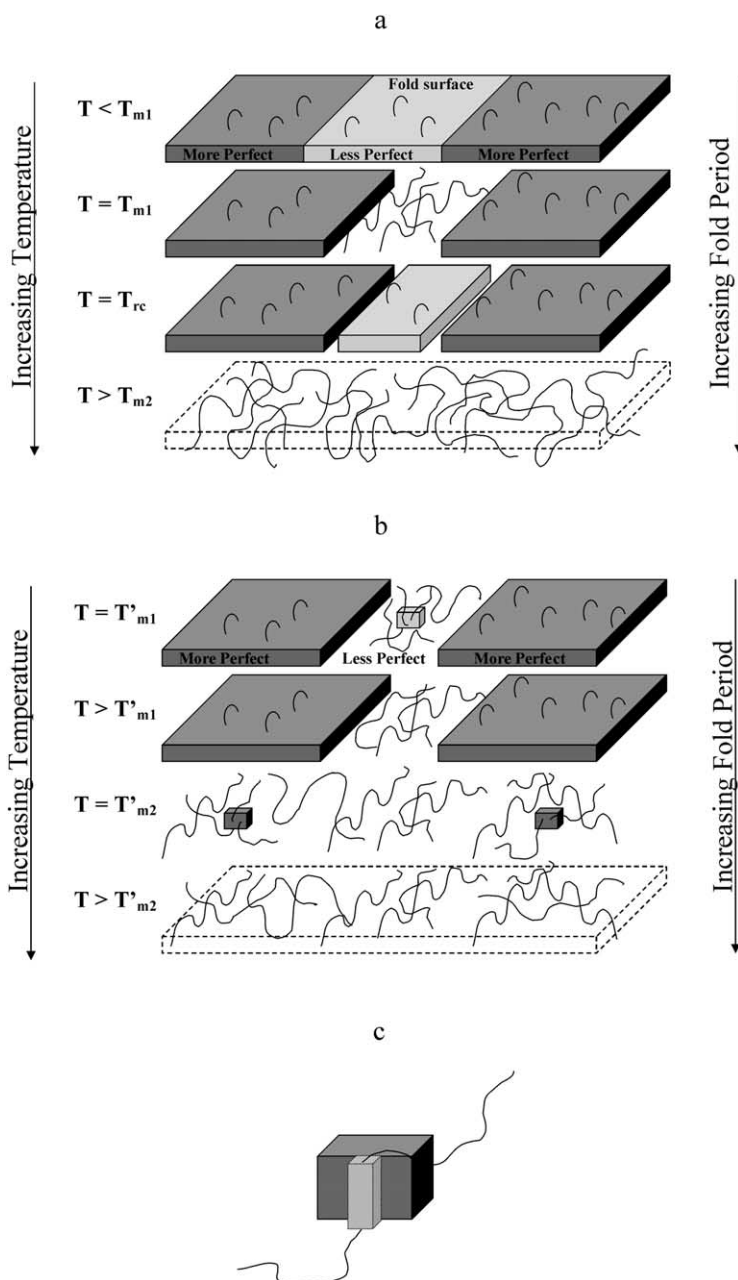 a
Increasing Temperature
Increasing Fold Period
T < Tm1
Fold surface
More Perfect
Less Perfect
More Perfect
T = Tm1
T = Trc
T > Tm2
b
Increasing Temperature
Increasing Fold Period
T = T’m1
More Perfect
Less Perfect
More Perfect
T > T’m1
T = T’m2
T > T’m2
c